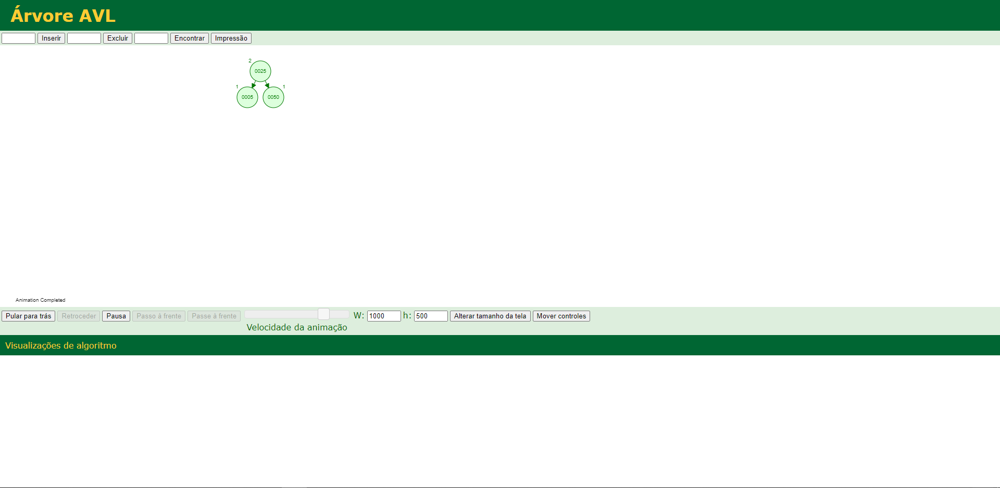 Árvore AVL
Inserir Excluir Encontrar Impressão
2
0025
1 1
0005 0050
Animation Completed
Pular para trás Retroceder Pausa Passo à frente Passe à frente W: 1000 h: 500 Alterar tamanho da tela Mover controles
Velocidade da animação
Visualizações de algoritmo